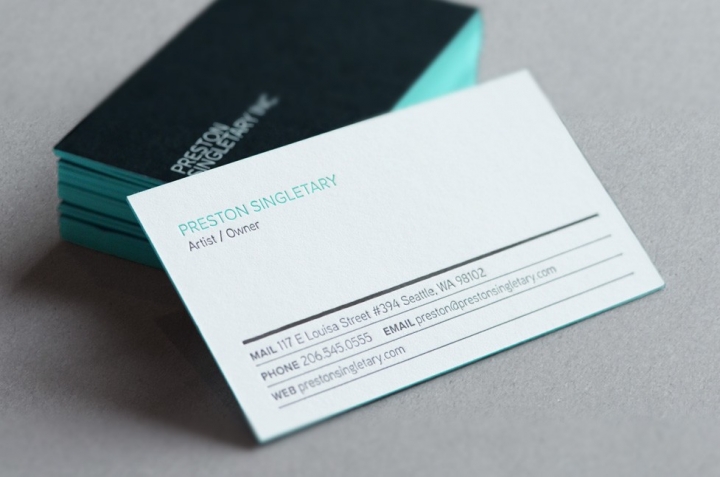 PRESTON
SINGLETARY INC
PRESTON SINGLETARY
Artist / Owner
MAIL 117 E Louisa Street #394 Seattle, WA 98102
PHONE 206.545.0555 EMAIL preston@prestonsingletary.com
WEB prestonsingletary.com